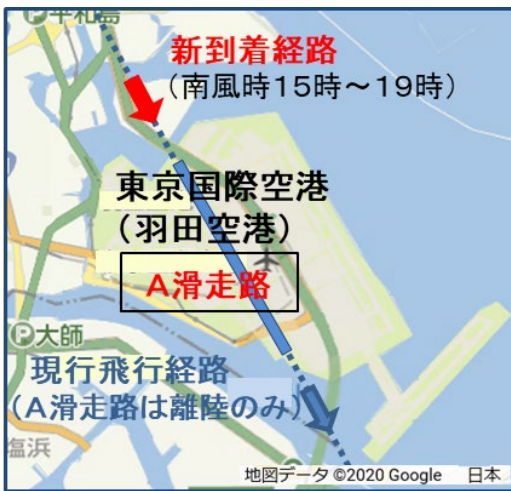 Ⓟ平和島
新到着経路
(南風時15時～19時)
東京国際空港
(羽田空港)
A滑走路
Ⓟ大師
現行飛行経路
(A滑走路は離陸のみ)
塩浜
地図データ ©2020 Google 日本